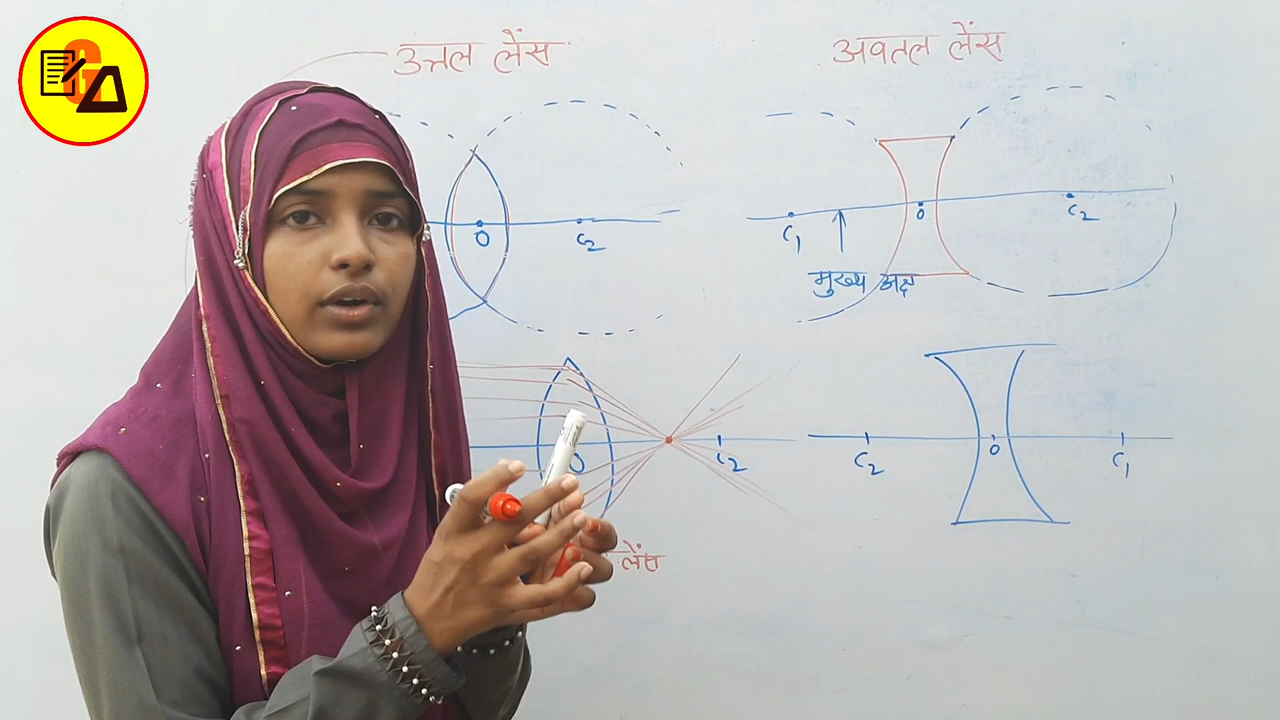 उत्तल लेंस
अवतल लेंस
O C₂
C₁ O C₂
मुख्य अक्ष
O C₂
C₂ O C₁
लेंस